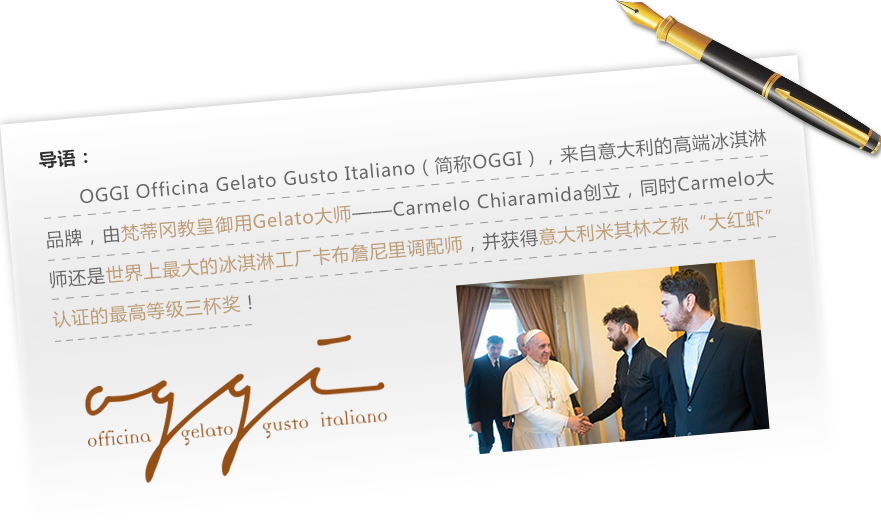 导语：
OGGI Officina Gelato Gusto Italiano（简称OGGI），来自意大利的高端冰淇淋
品牌，由梵蒂冈教皇御用Gelato大师——Carmelo Chiaramida创立，同时Carmelo大
师还是世界上最大的冰淇淋工厂卡布詹尼里调配师，并获得意大利米其林之称“大红虾”
认证的最高等级三杯奖！
oggi
officina gelato gusto italiano